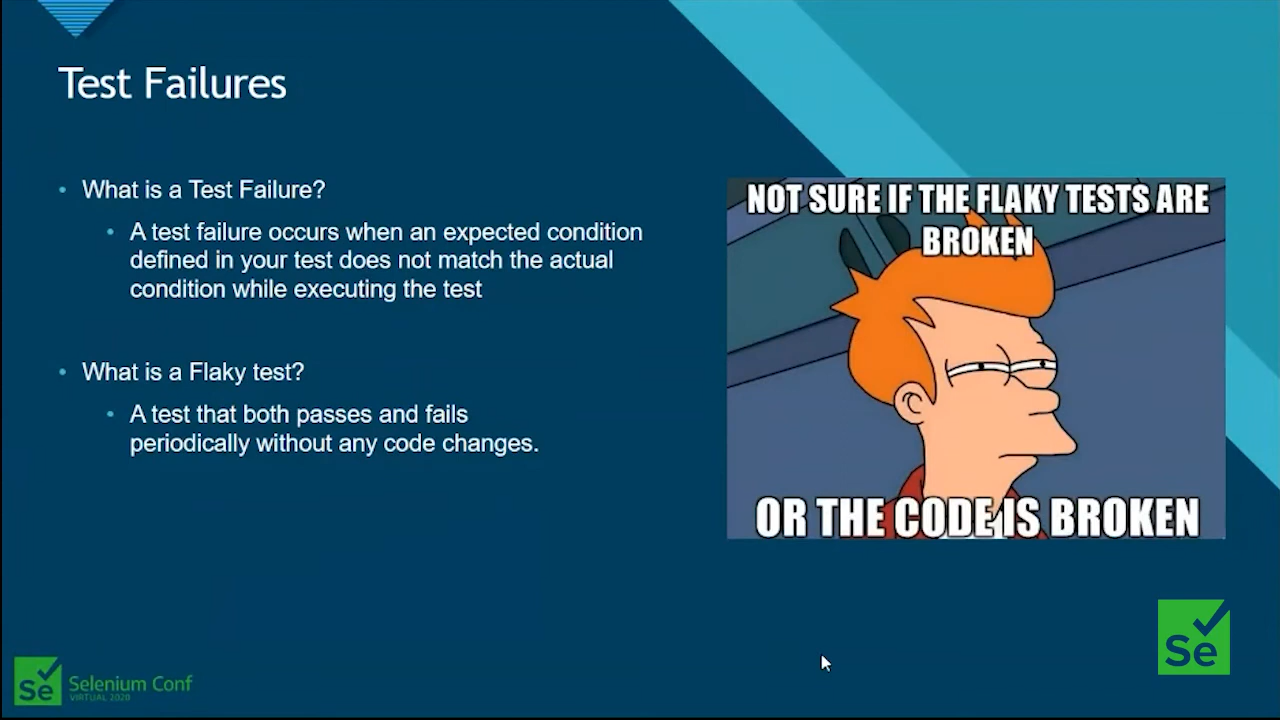 Test Failures
• What is a Test Failure?
• A test failure occurs when an expected condition
defined in your test does not match the actual
condition while executing the test
• What is a Flaky test?
• A test that both passes and fails
periodically without any code changes.
NOT SURE IF THE FLAKY TESTS ARE
BROKEN
OR THE CODE IS BROKEN
Se
Se
Selenium Conf
VIRTUAL 2020